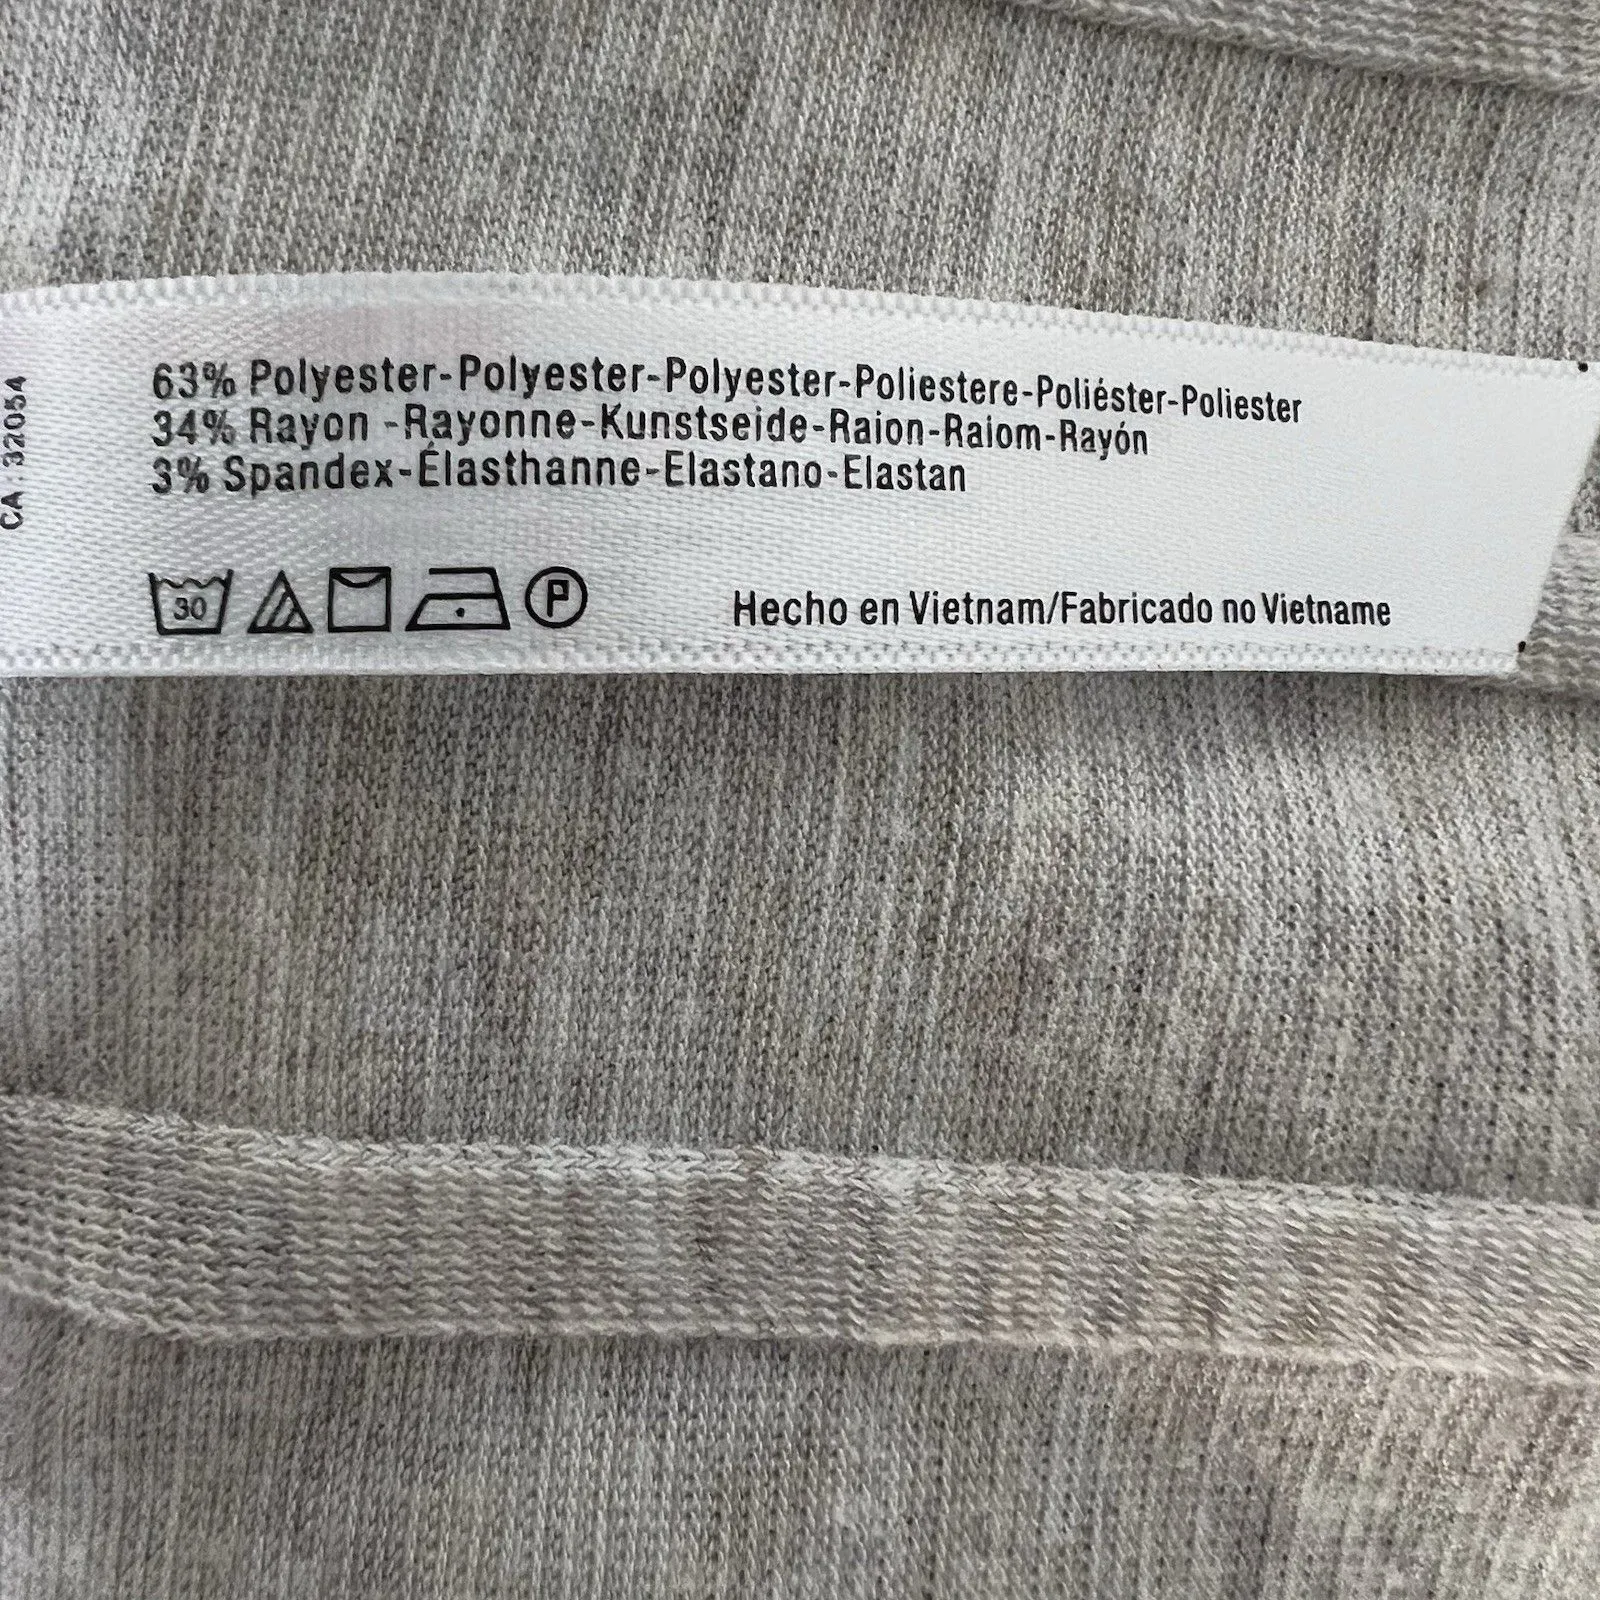 63% Polyester-Polyester-Polyester-Poliestere-Poliéster-Poliester
34% Rayon -Rayonne-Kunstseide-Raion-Raiom-Rayón
3% Spandex-Élasthanne-Elastano-Elastan
30 P
Hecho en Vietnam/Fabricado no Vietname
CA : 32054